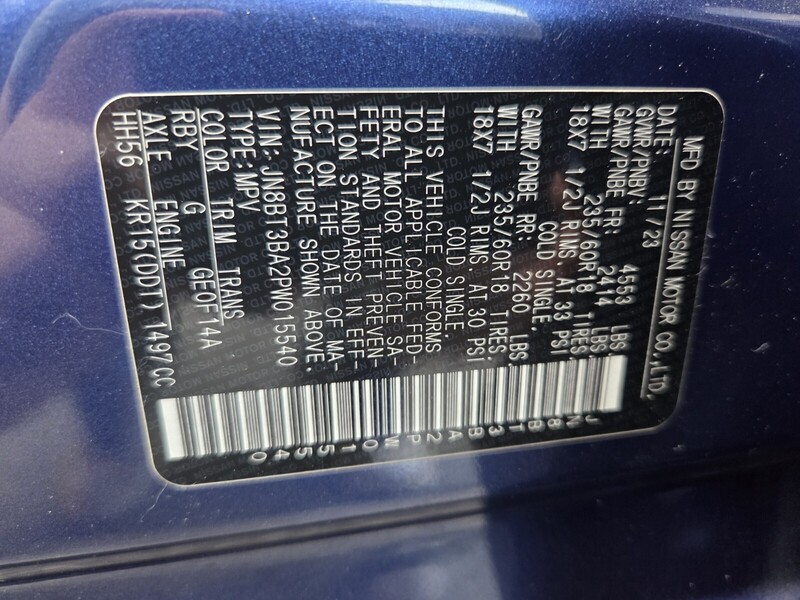 MFD BY NISSAN MOTOR CO.,LTD.
DATE: 11/23
GVWR/PNBV: 4553 LBS.
GAWR/PNBE FR: 2414 LBS.
WITH 235/60R18 TIRES
18X7 1/2J RIMS AT 33 PSI
COLD SINGLE.
GAWR/PNBE RR: 2260 LBS.
WITH 235/60R18 TIRES
18X7 1/2J RIMS. AT 30 PSI
COLD SINGLE
THIS VEHICLE CONFORMS
TO ALL APPLICABLE FED-
ERAL MOTOR VEHICLE SA-
FETY AND THEFT PREVEN-
TION STANDARDS IN EFF-
ECT ON THE DATE OF MA-
NUFACTURE SHOWN ABOVE.
VIN: JN8BT3BA2PW015540
TYPE: MPV
COLOR TRIM TRANS
RBY G GE0F14A
AXLE ENGINE
HH56 KR15(DDT) 1497CC
JN8BT3BA2PW015540